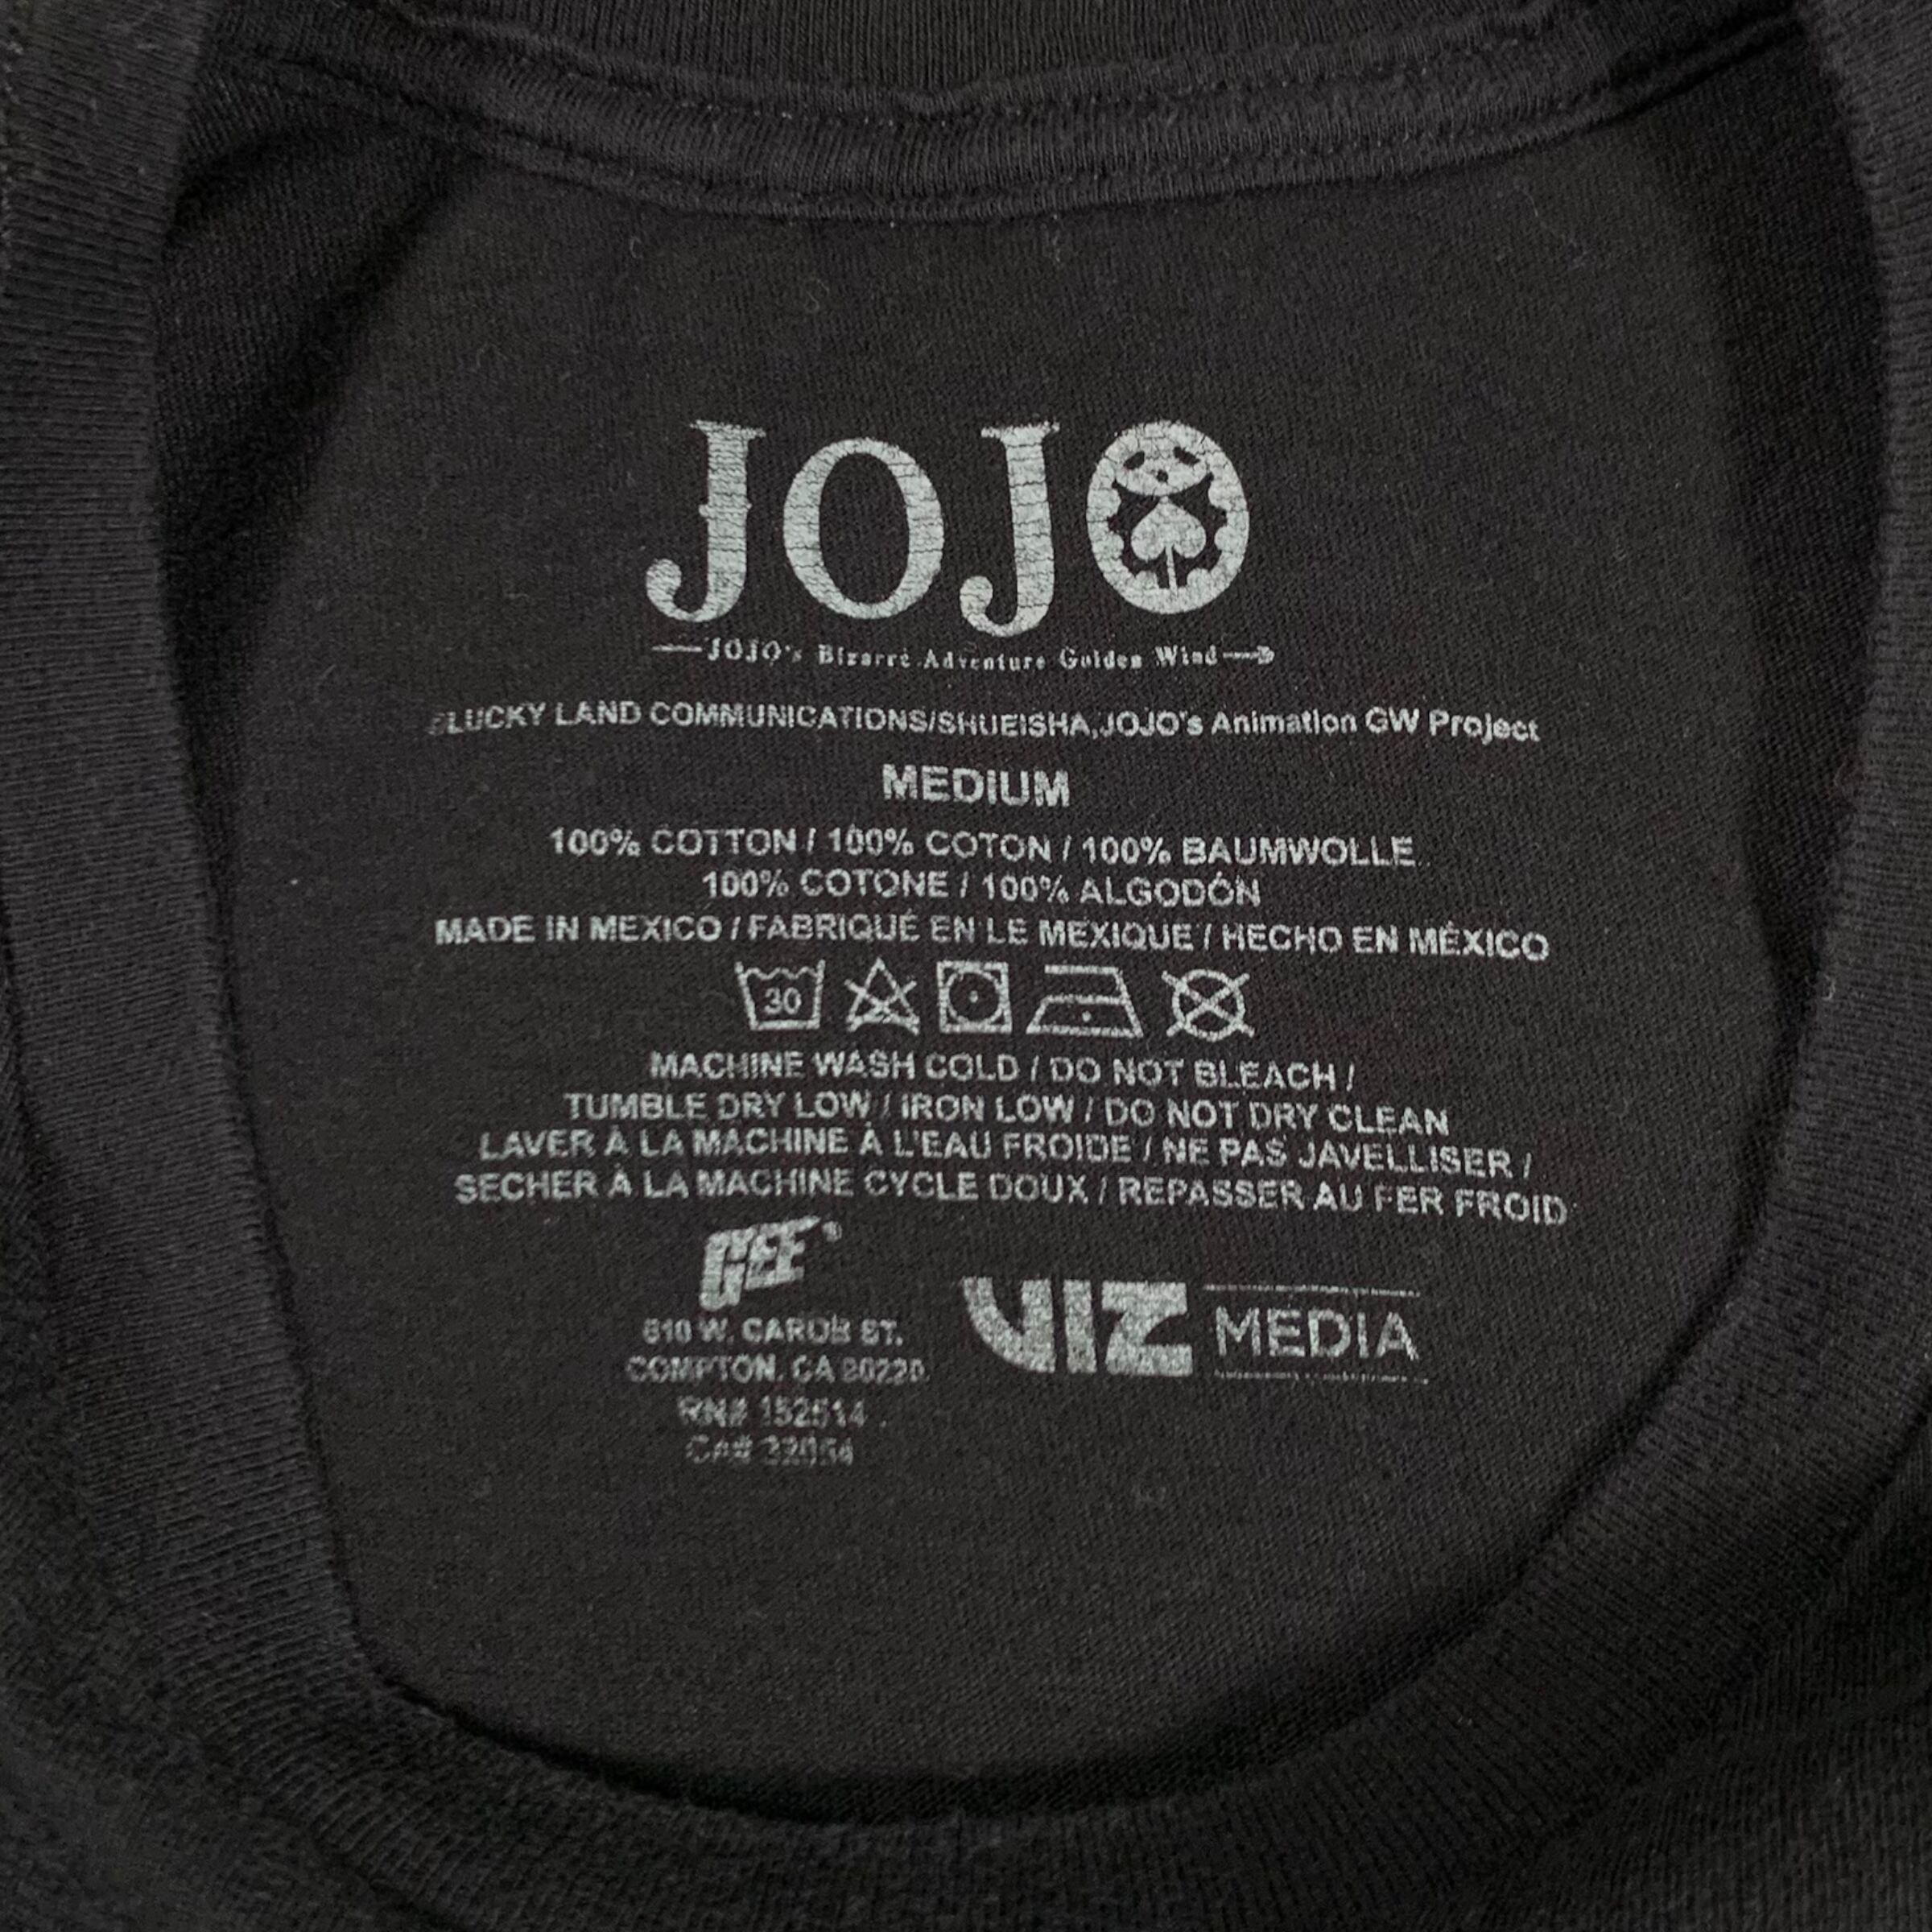 JOJO
JOJO's Bizarre Adventure Golden Wind
©LUCKY LAND COMMUNICATIONS/SHUEISHA,JOJO's Animation GW Project
MEDIUM
100% COTTON / 100% COTON / 100% BAUMWOLLE
100% COTONE / 100% ALGODÓN
MADE IN MEXICO / FABRIQUÉ EN LE MEXIQUE / HECHO EN MÉXICO
30
MACHINE WASH COLD / DO NOT BLEACH /
TUMBLE DRY LOW / IRON LOW / DO NOT DRY CLEAN
LAVER À LA MACHINE À L'EAU FROIDE / NE PAS JAVELLISER /
SECHER À LA MACHINE CYCLE DOUX / REPASSER AU FER FROID
GEE®
W. CAROB ST.
COMPTON, CA 90220
RN# 152514
CA#
VIZ MEDIA